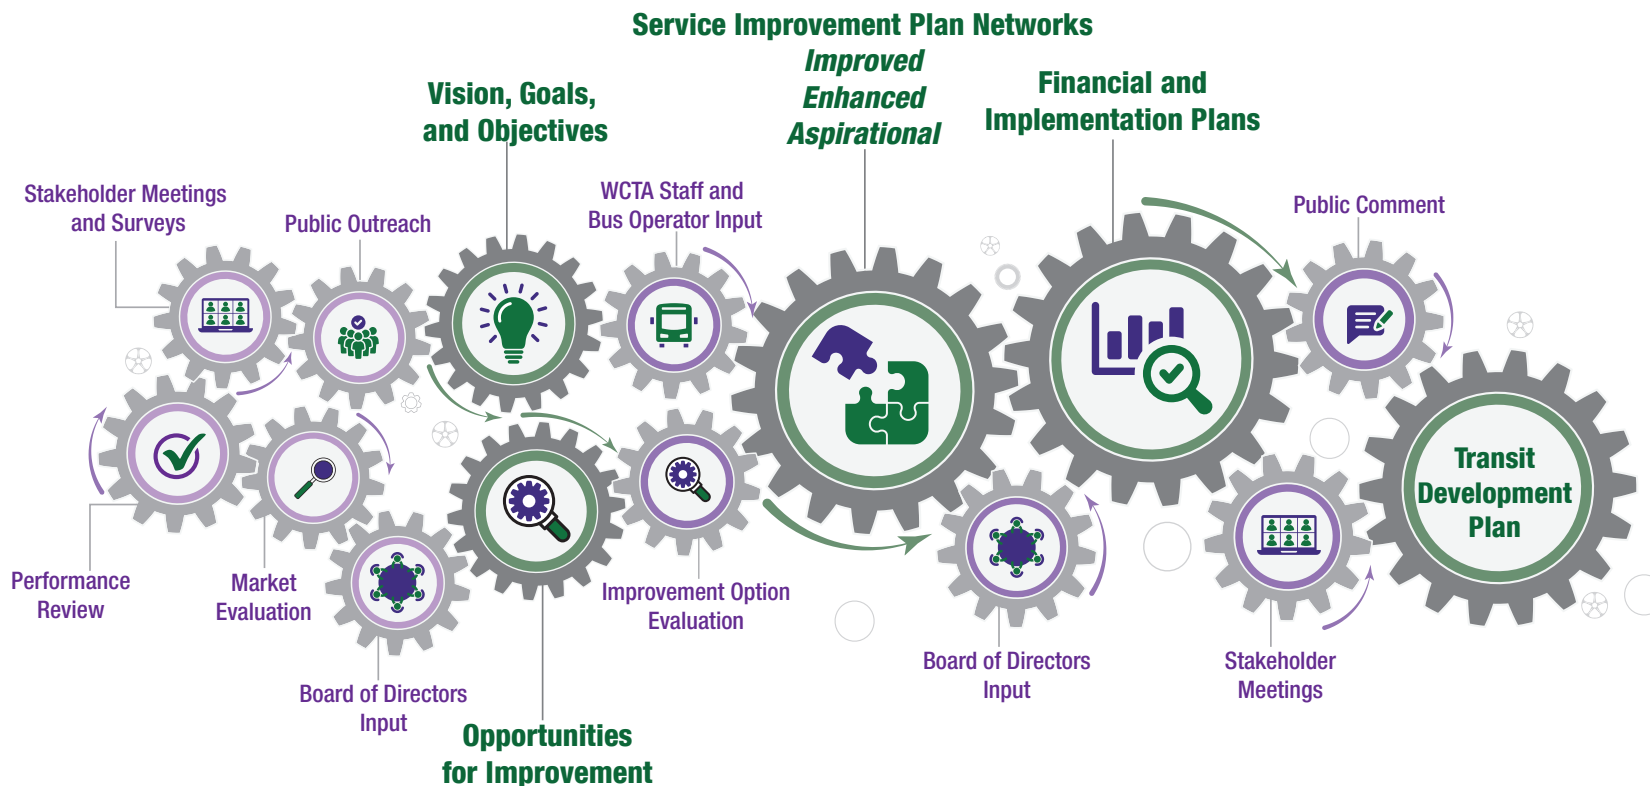 Service Improvement Plan Networks
Improved
Enhanced
Aspirational
Vision, Goals,
and Objectives
Financial and
Implementation Plans
Stakeholder Meetings
and Surveys
Public Outreach
WCTA Staff and
Bus Operator Input
Public Comment
Transit
Development
Plan
Performance
Review
Market
Evaluation
Board of Directors
Input
Opportunities
for Improvement
Improvement Option
Evaluation
Board of Directors
Input
Stakeholder
Meetings